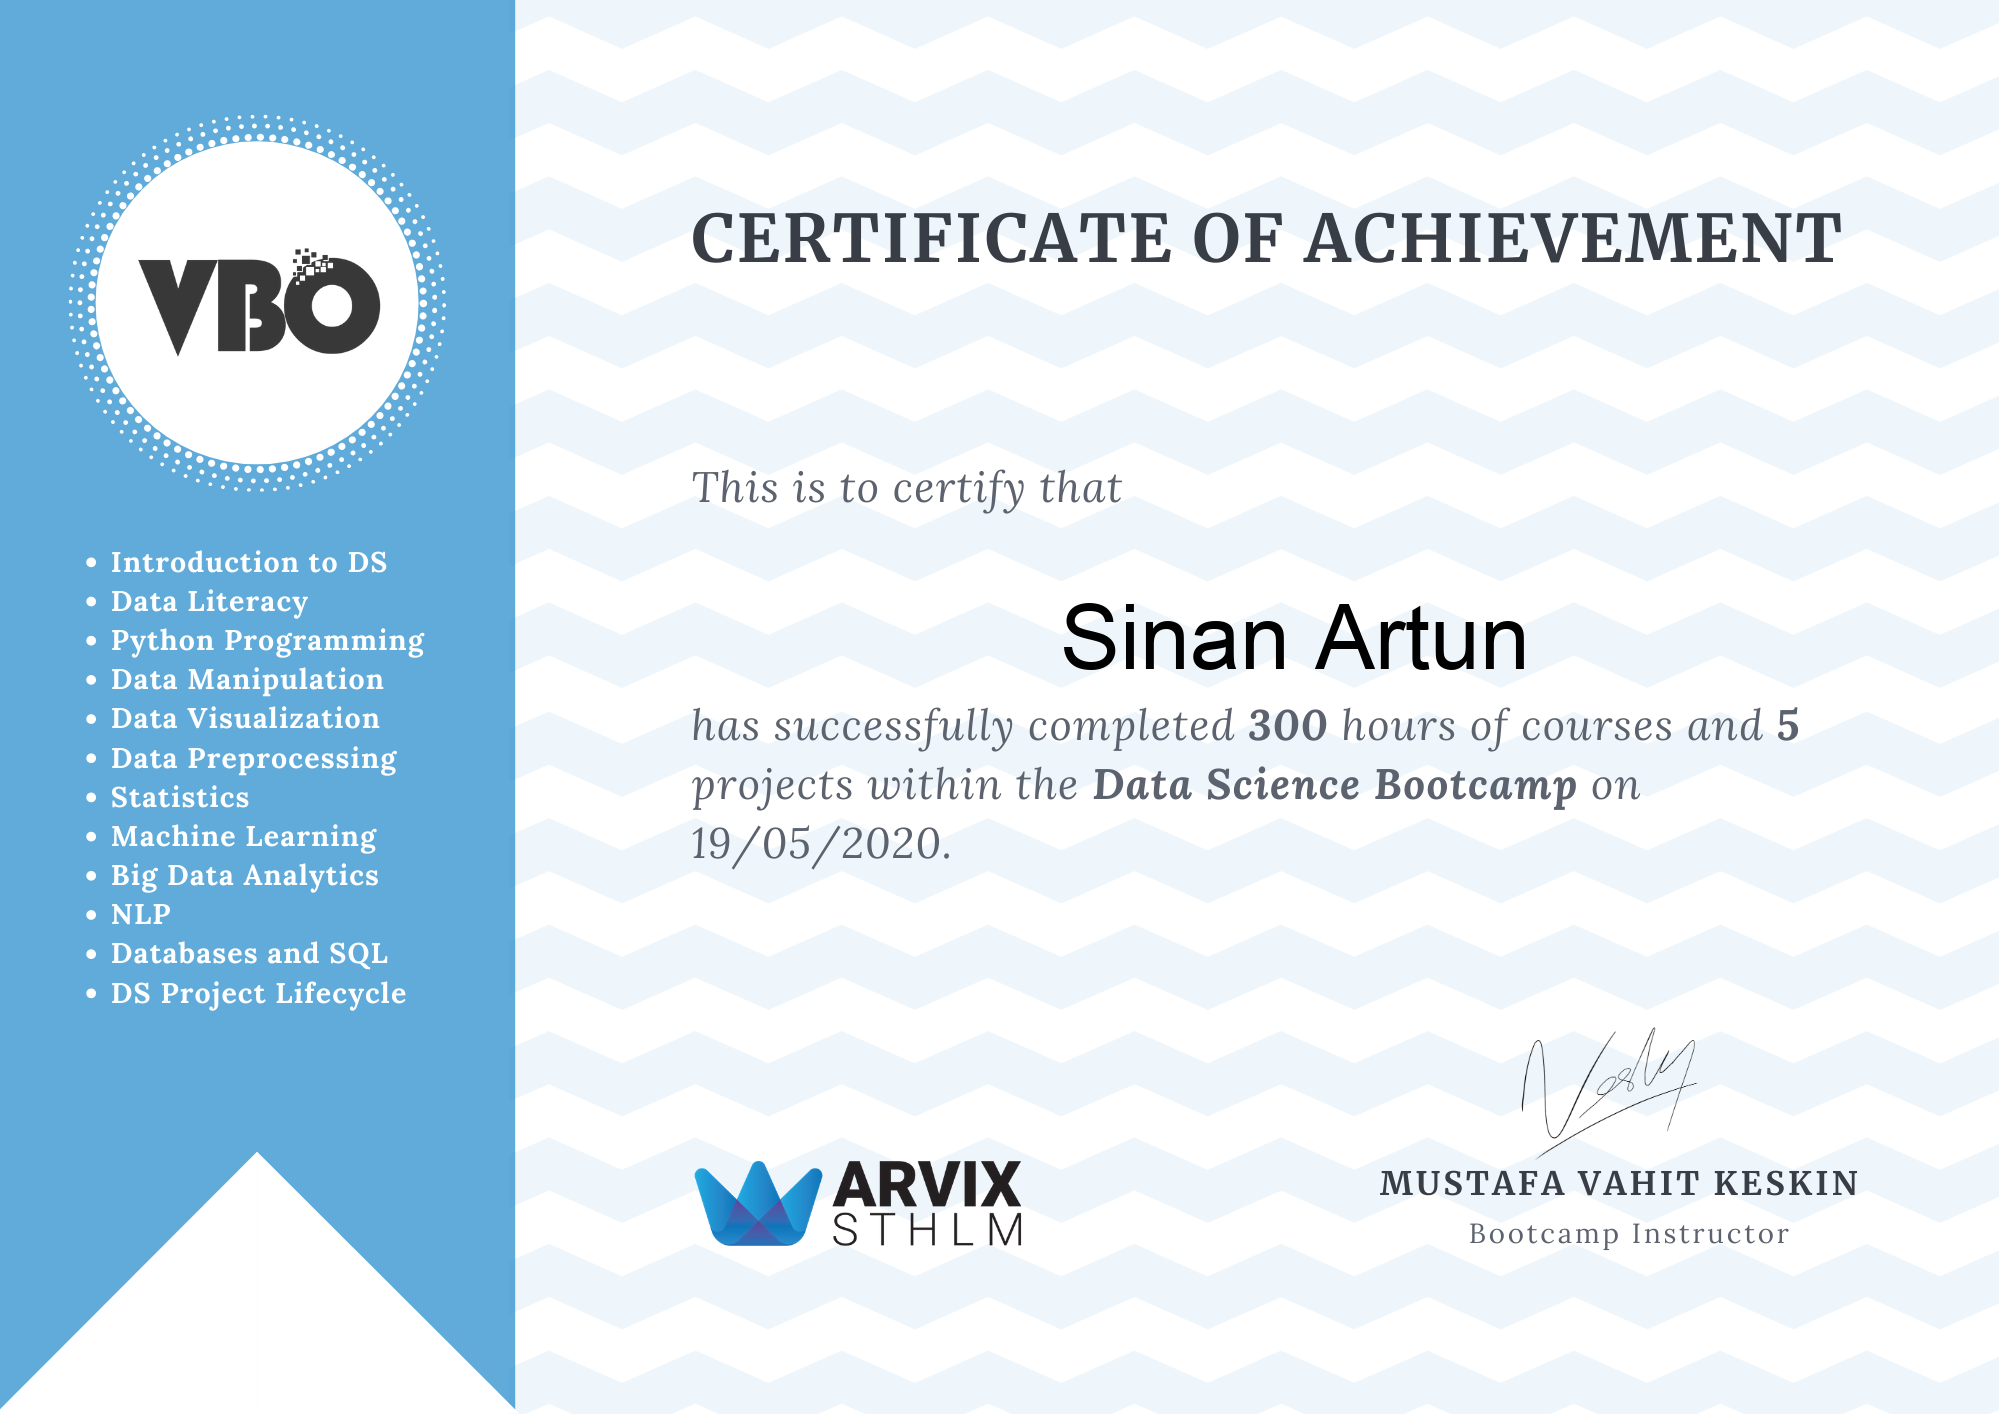 VBO
Introduction to DS
Data Literacy
Python Programming
Data Manipulation
Data Visualization
Data Preprocessing
Statistics
Machine Learning
Big Data Analytics
NLP
Databases and SQL
DS Project Lifecycle
CERTIFICATE OF ACHIEVEMENT
This is to certify that
Sinan Artun
has successfully completed 300 hours of courses and 5
projects within the Data Science Bootcamp on
19/05/2020.
ARVIX
STHLM
MUSTAFA VAHIT KESKIN
Bootcamp Instructor